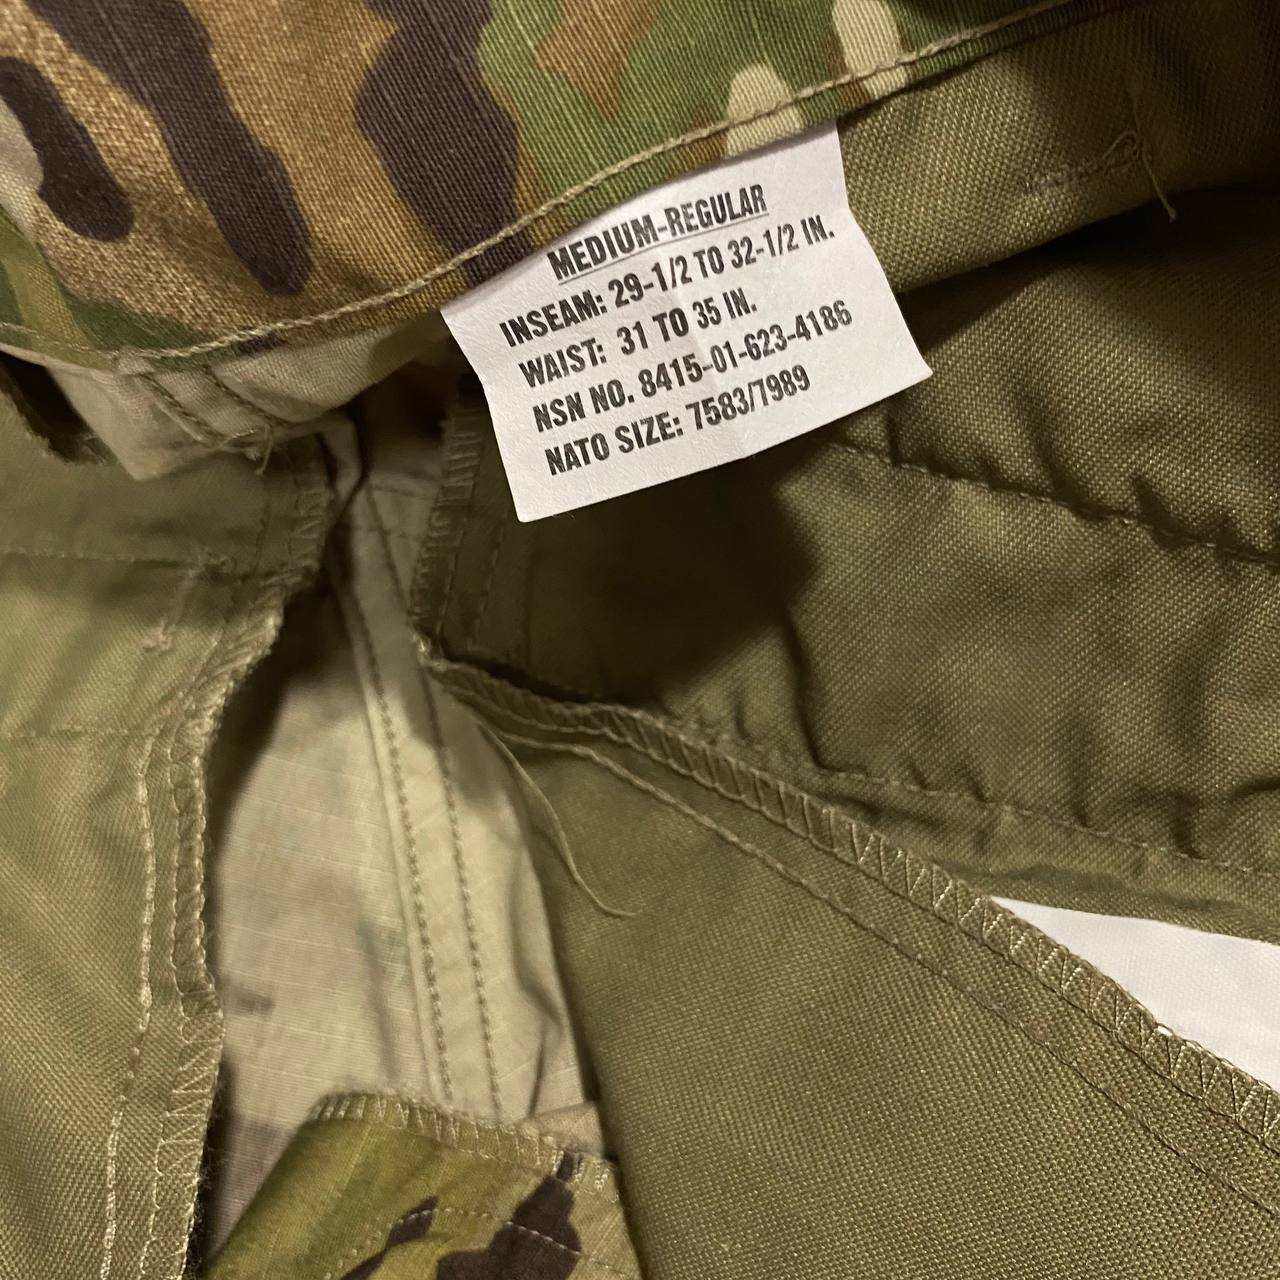 MEDIUM-REGULAR
INSEAM: 29-1/2 TO 32-1/2 IN.
WAIST: 31 TO 35 IN.
NSN NO. 8415-01-623-4186
NATO SIZE: 7583/7989